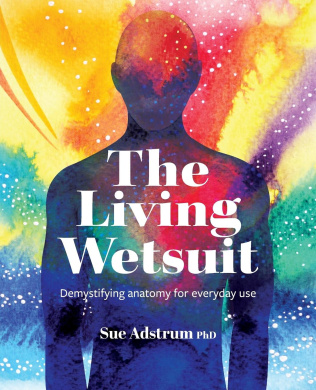 The
Living
Wetsuit
Demystifying anatomy for everyday use
Sue Adstrum PhD